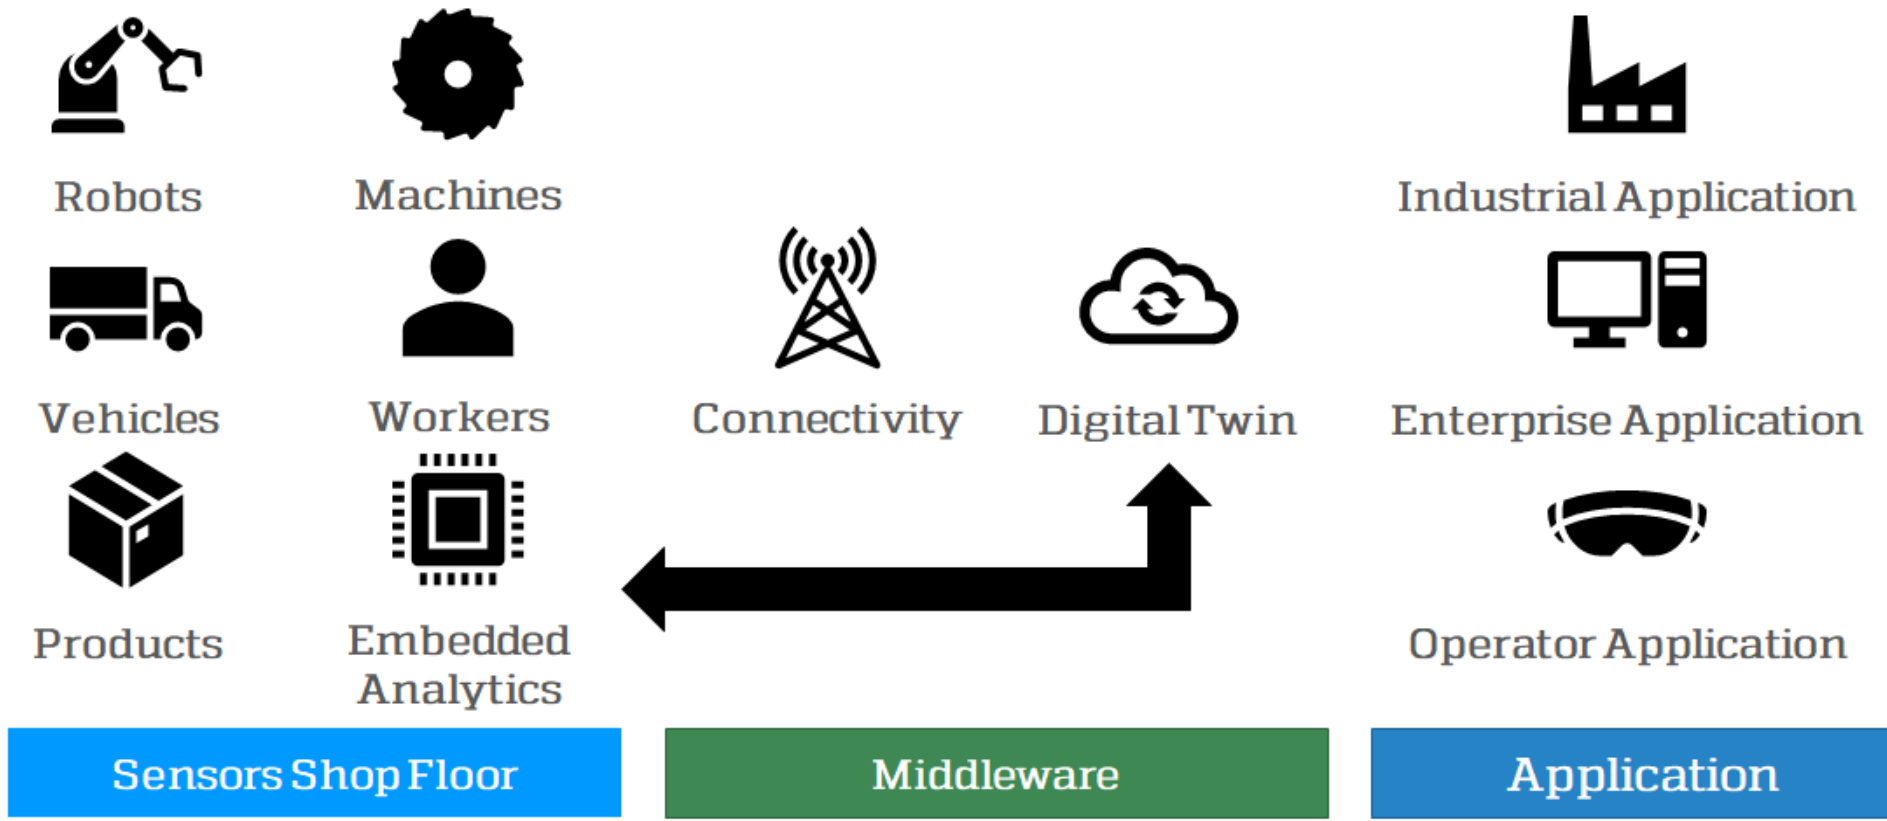 Robots
Machines
Industrial Application
Vehicles
Workers
Connectivity
Digital Twin
Enterprise Application
Products
Embedded
Analytics
Operator Application
Sensors Shop Floor
Middleware
Application